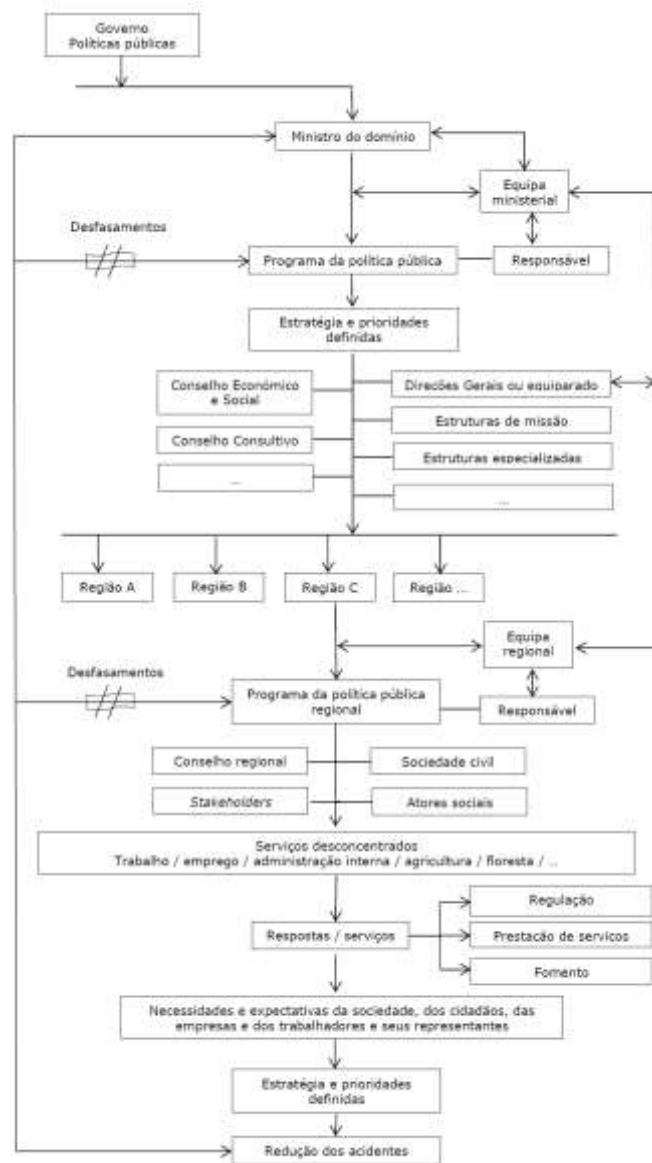 Governo
Políticas públicas
Ministro do domínio
Equipa
ministerial
Desfasamentos
Programa da política pública
Responsável
Estratégia e prioridades
definidas
Conselho Económico
e Social
Direções Gerais ou equiparado
Estruturas de missão
Conselho Consultivo
Estruturas especializadas
...
...
Região A
Região B
Região C
Região ...
Equipa
regional
Desfasamentos
Programa da política pública
regional
Responsável
Conselho regional
Sociedade civil
Stakeholders
Atores sociais
Serviços desconcentrados
Trabalho / emprego / administração interna / agricultura / floresta / ..
Regulação
Respostas / serviços
Prestação de serviços
Fomento
Necessidades e expectativas da sociedade, dos cidadãos, das
empresas e dos trabalhadores e seus representantes
Estratégia e prioridades
definidas
Redução dos acidentes